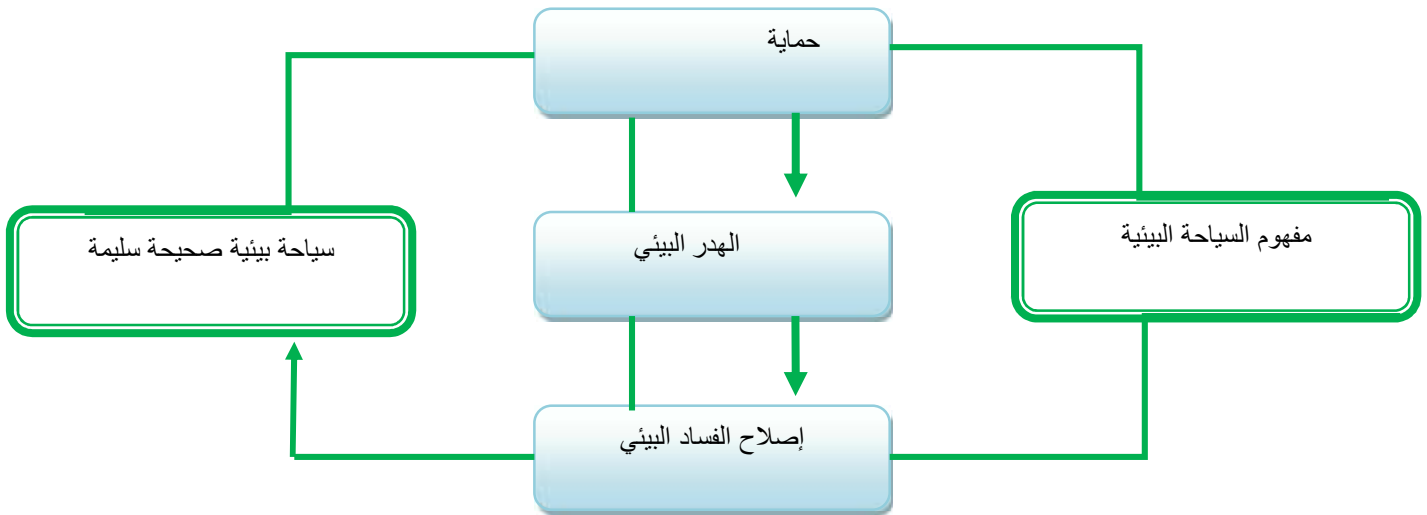 حماية
مفهوم السياحة البيئية
الهدر البيئي
سياحة بيئية صحيحة سليمة
إصلاح الفساد البيئي